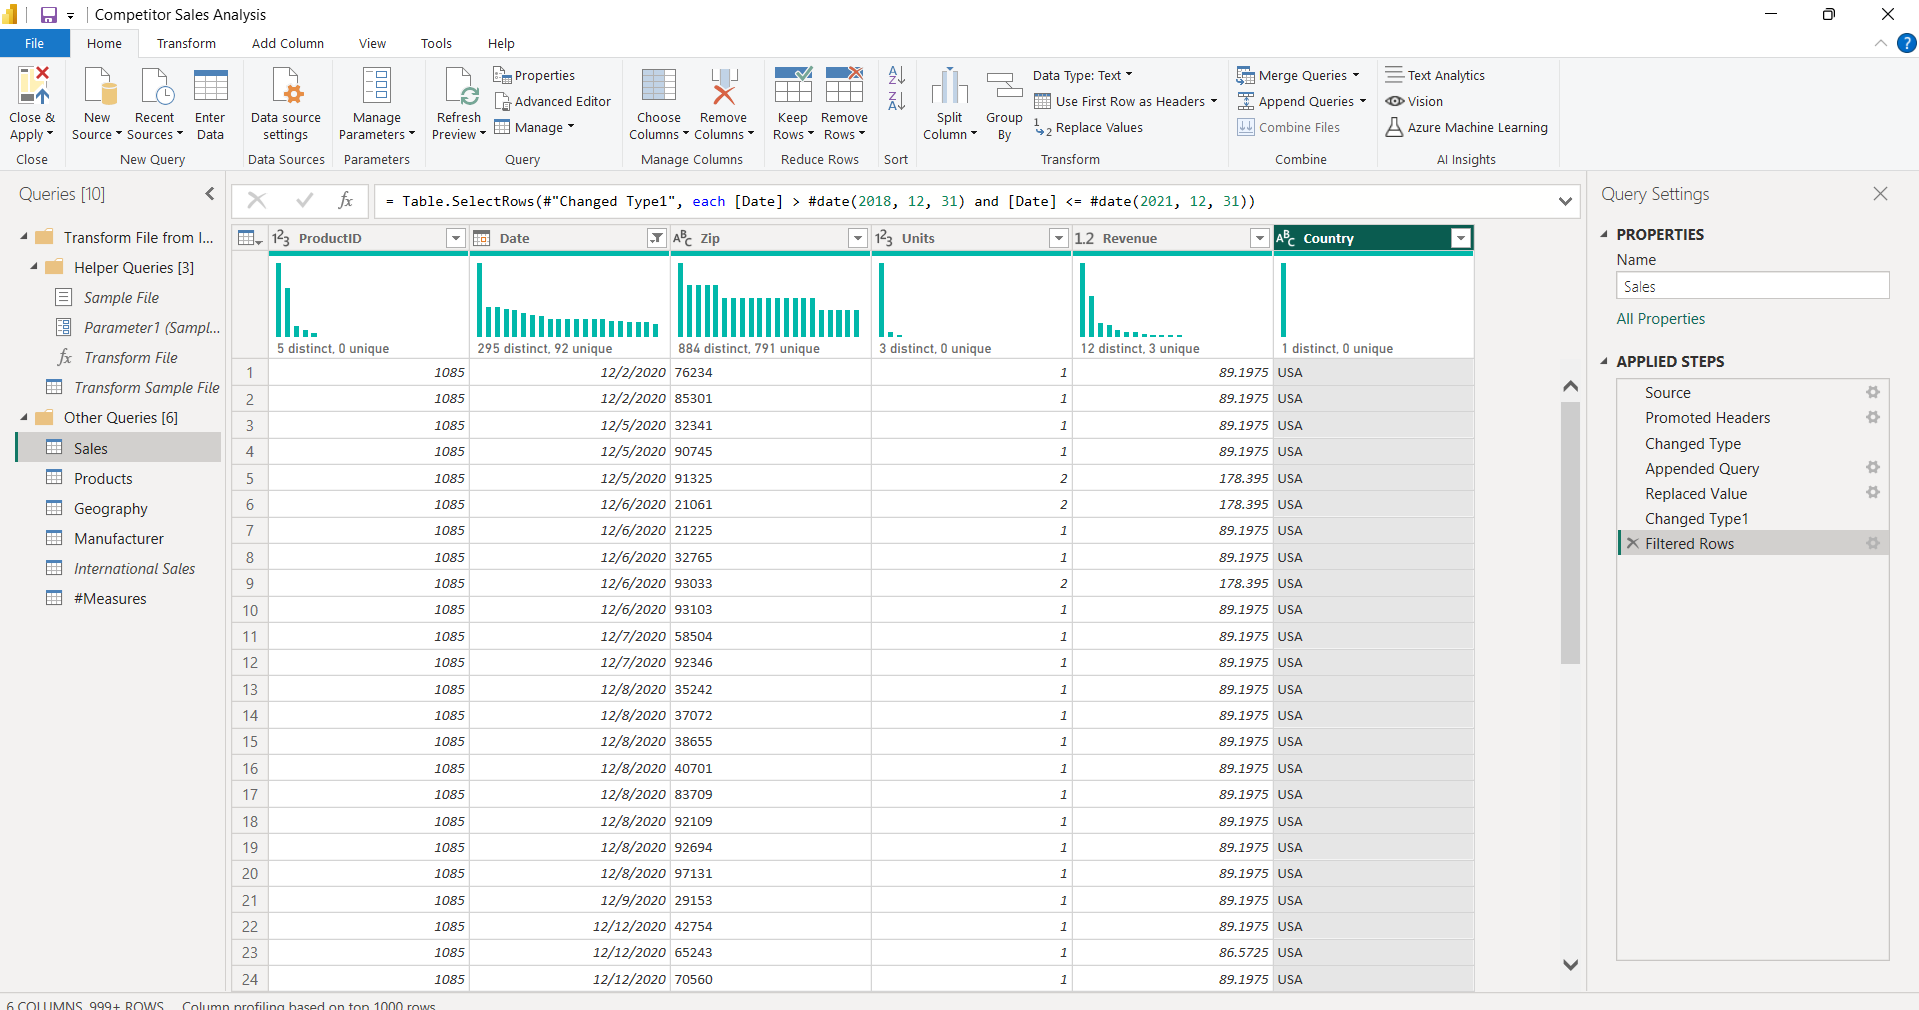 Competitor Sales Analysis
File Home Transform Add Column View Tools Help
Close & Apply
Close
New Source
Recent Sources
Enter Data
New Query
Data source settings
Data Sources
Manage Parameters
Parameters
Refresh Preview
Properties
Advanced Editor
Manage
Query
Choose Columns
Remove Columns
Manage Columns
Keep Rows
Remove Rows
Reduce Rows
Sort
Split Column
Group By
Data Type: Text
Use First Row as Headers
Replace Values
Transform
Merge Queries
Append Queries
Combine Files
Combine
Text Analytics
Vision
Azure Machine Learning
AI Insights
Queries [10]
Transform File from I...
Helper Queries [3]
Sample File
Parameter1 (Sampl...
Transform File
Transform Sample File
Other Queries [6]
Sales
Products
Geography
Manufacturer
International Sales
#Measures
= Table.SelectRows(#"Changed Type1", each [Date] > #date(2018, 12, 31) and [Date] <= #date(2021, 12, 31))
ProductID Date Zip Units Revenue Country
5 distinct, 0 unique 295 distinct, 92 unique 884 distinct, 791 unique 3 distinct, 0 unique 12 distinct, 3 unique 1 distinct, 0 unique
1 1085 12/2/2020 76234 1 89.1975 USA
2 1085 12/2/2020 85301 1 89.1975 USA
3 1085 12/5/2020 32341 1 89.1975 USA
4 1085 12/5/2020 90745 1 89.1975 USA
5 1085 12/5/2020 91325 2 178.395 USA
6 1085 12/6/2020 21061 2 178.395 USA
7 1085 12/6/2020 21225 1 89.1975 USA
8 1085 12/6/2020 32765 1 89.1975 USA
9 1085 12/6/2020 93033 2 178.395 USA
10 1085 12/6/2020 93103 1 89.1975 USA
11 1085 12/7/2020 58504 1 89.1975 USA
12 1085 12/7/2020 92346 1 89.1975 USA
13 1085 12/8/2020 35242 1 89.1975 USA
14 1085 12/8/2020 37072 1 89.1975 USA
15 1085 12/8/2020 38655 1 89.1975 USA
16 1085 12/8/2020 40701 1 89.1975 USA
17 1085 12/8/2020 83709 1 89.1975 USA
18 1085 12/8/2020 92109 1 89.1975 USA
19 1085 12/8/2020 92694 1 89.1975 USA
20 1085 12/8/2020 97131 1 89.1975 USA
21 1085 12/9/2020 29153 1 89.1975 USA
22 1085 12/12/2020 42754 1 89.1975 USA
23 1085 12/12/2020 65243 1 86.5725 USA
24 1085 12/12/2020 70560 1 89.1975 USA
Query Settings
PROPERTIES
Name
Sales
All Properties
APPLIED STEPS
Source
Promoted Headers
Changed Type
Appended Query
Replaced Value
Changed Type1
Filtered Rows
6 COLUMNS, 999+ ROWS Column profiling based on top 1000 rows